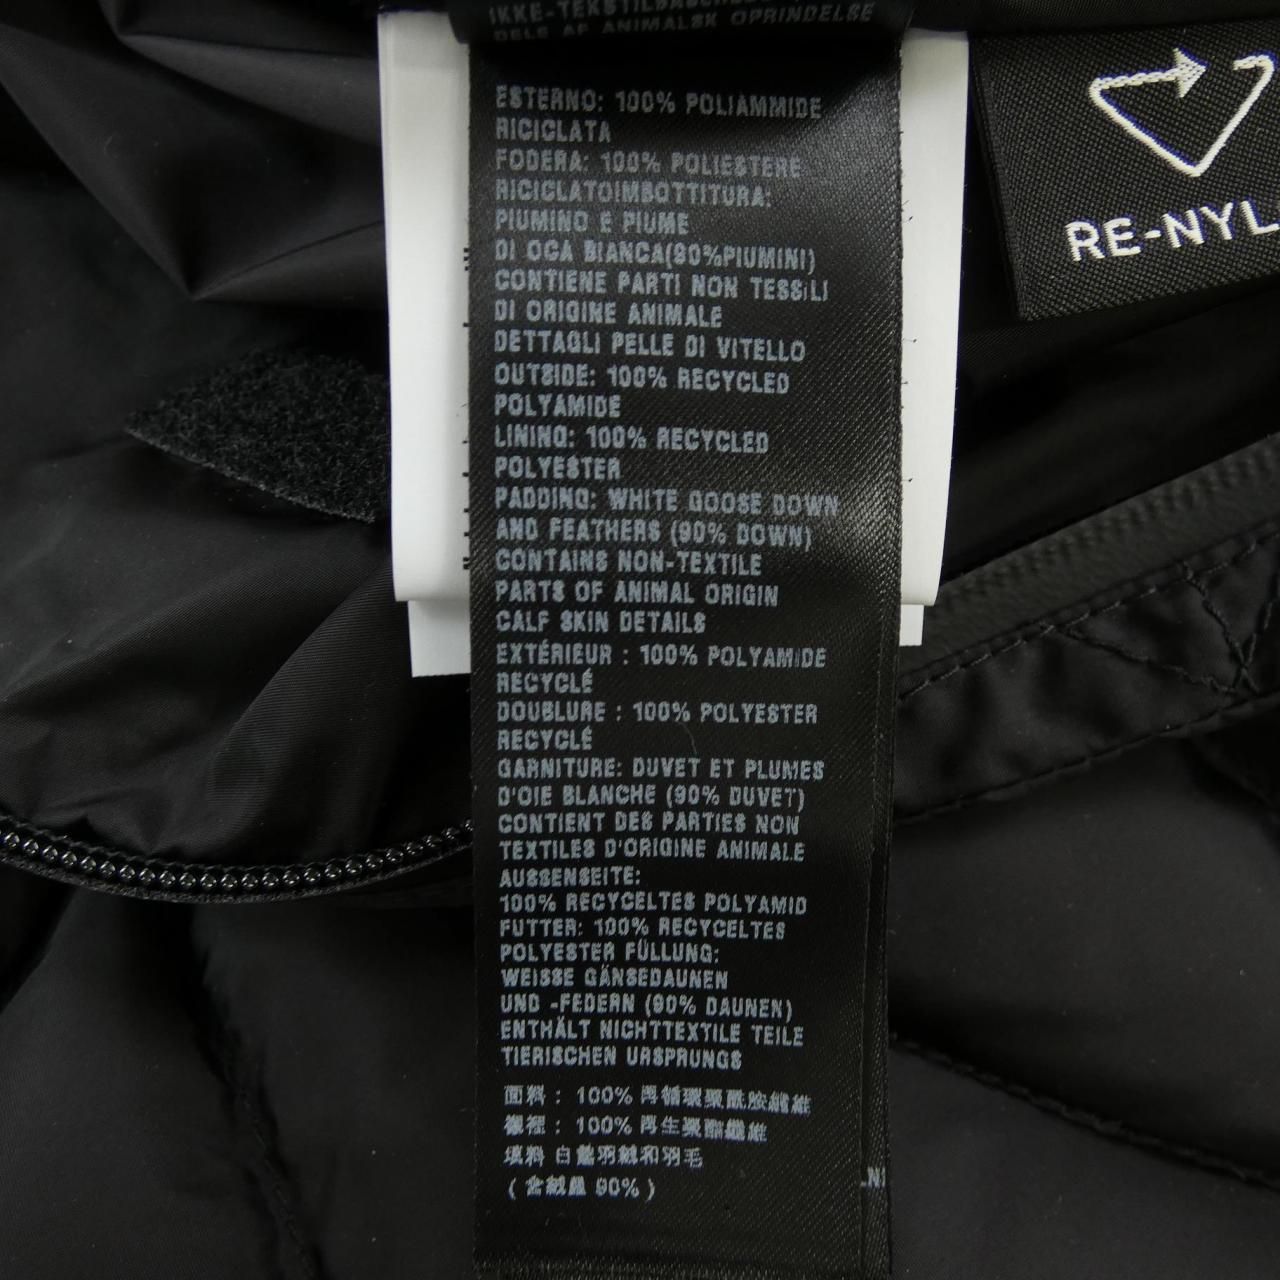 IKKE-TEKSTILBASEREDE
DELE AF ANIMALSK OPRINDELSE
ESTERNO: 100% POLIAMMIDE
RICICLATA
FODERA: 100% POLIESTERE
RICICLATOIMBOTTITURA:
PIUMINO E PIUME
DI OCA BIANCA(90%PIUMINI)
CONTIENE PARTI NON TESSILI
DI ORIGINE ANIMALE
DETTAGLI PELLE DI VITELLO
OUTSIDE: 100% RECYCLED
POLYAMIDE
LINING: 100% RECYCLED
POLYESTER
PADDING: WHITE GOOSE DOWN
AND FEATHERS (90% DOWN)
CONTAINS NON-TEXTILE
PARTS OF ANIMAL ORIGIN
CALF SKIN DETAILS
EXTÉRIEUR : 100% POLYAMIDE
RECYCLÉ
DOUBLURE : 100% POLYESTER
RECYCLÉ
GARNITURE: DUVET ET PLUMES
D'OIE BLANCHE (90% DUVET)
CONTIENT DES PARTIES NON
TEXTILES D'ORIGINE ANIMALE
AUSSENSEITE:
100% RECYCELTES POLYAMID
FUTTER: 100% RECYCELTES
POLYESTER FÜLLUNG:
WEISSE GÄNSEDAUNEN
UND -FEDERN (90% DAUNEN)
ENTHÄLT NICHTTEXTILE TEILE
TIERISCHEN URSPRUNGS
面料: 100% 再循環聚酰胺纖維
襯裡: 100% 再生聚酯纖維
填料 白鵝羽絨和羽毛
(含絨量 90%)
RE-NYL